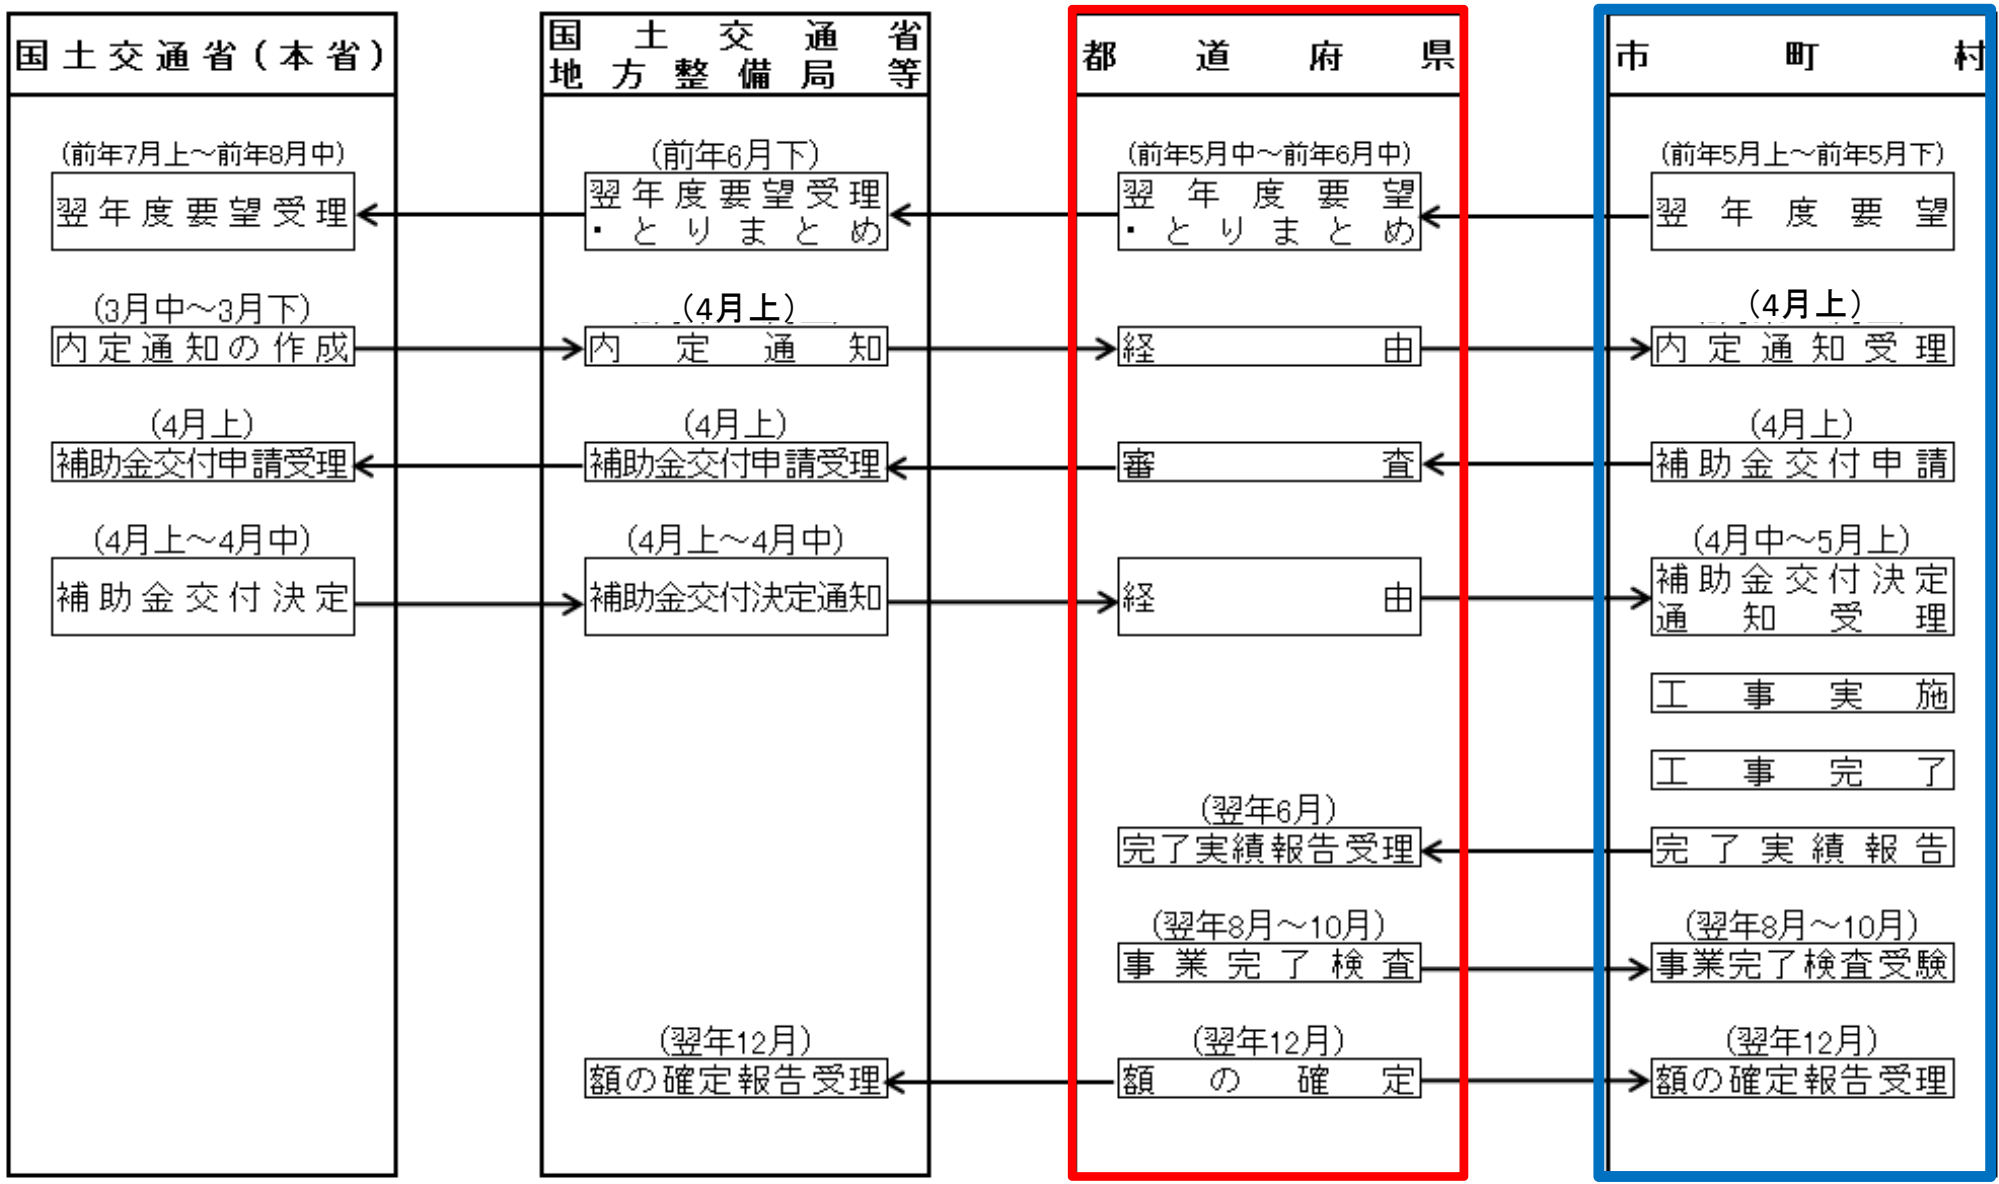 国土交通省(本省)
国土交通省
地方整備局等
都道府県
市町村
(前年7月上～前年8月中)
翌年度要望受理
(前年6月下)
翌年度要望受理
・とりまとめ
(前年5月中～前年6月中)
翌年度要望
・とりまとめ
(前年5月上～前年5月下)
翌年度要望
(3月中～3月下)
内定通知の作成
(4月上)
内定通知
経由
(4月上)
内定通知受理
(4月上)
補助金交付申請受理
(4月上)
補助金交付申請受理
審査
(4月上)
補助金交付申請
(4月上～4月中)
補助金交付決定
(4月上～4月中)
補助金交付決定通知
経由
(4月中～5月上)
補助金交付決定
通知受理
工事実施
工事完了
(翌年6月)
完了実績報告受理
完了実績報告
(翌年8月～10月)
事業完了検査
(翌年8月～10月)
事業完了検査受験
(翌年12月)
額の確定報告受理
(翌年12月)
額の確定
(翌年12月)
額の確定報告受理